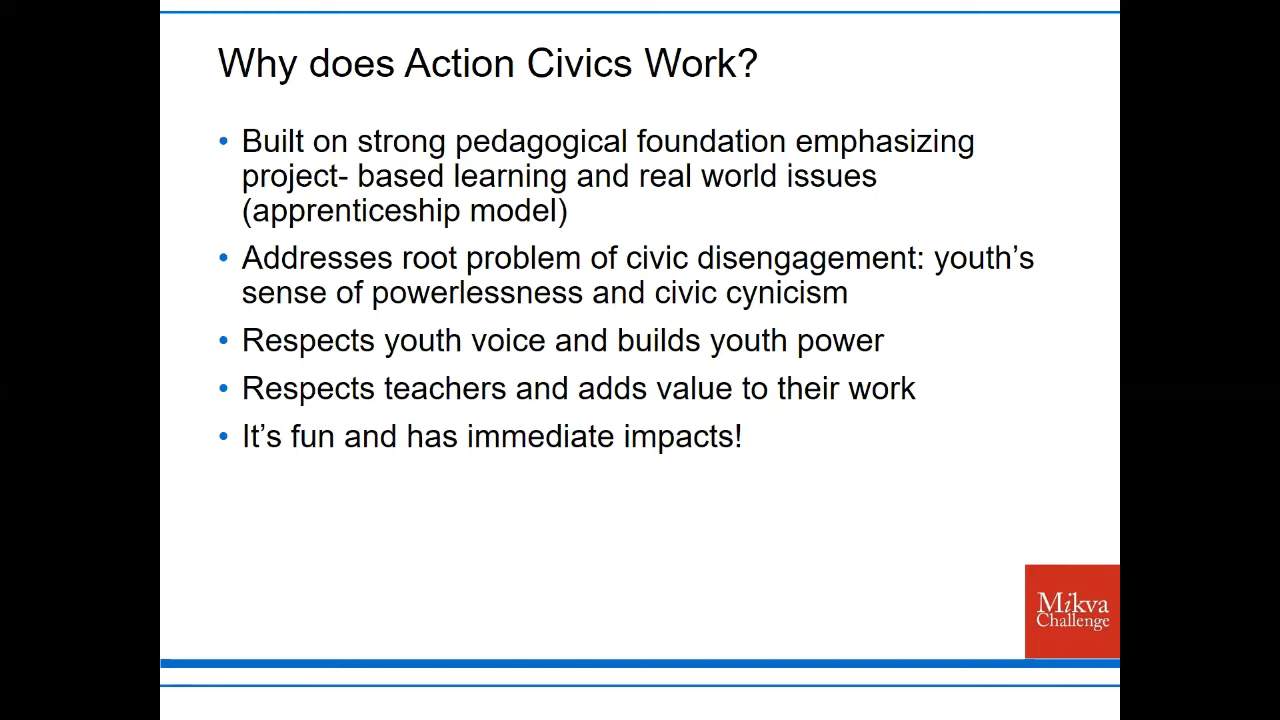 Why does Action Civics Work?
• Built on strong pedagogical foundation emphasizing
project- based learning and real world issues
(apprenticeship model)
• Addresses root problem of civic disengagement: youth’s
sense of powerlessness and civic cynicism
• Respects youth voice and builds youth power
• Respects teachers and adds value to their work
• It’s fun and has immediate impacts!
Mikva
Challenge